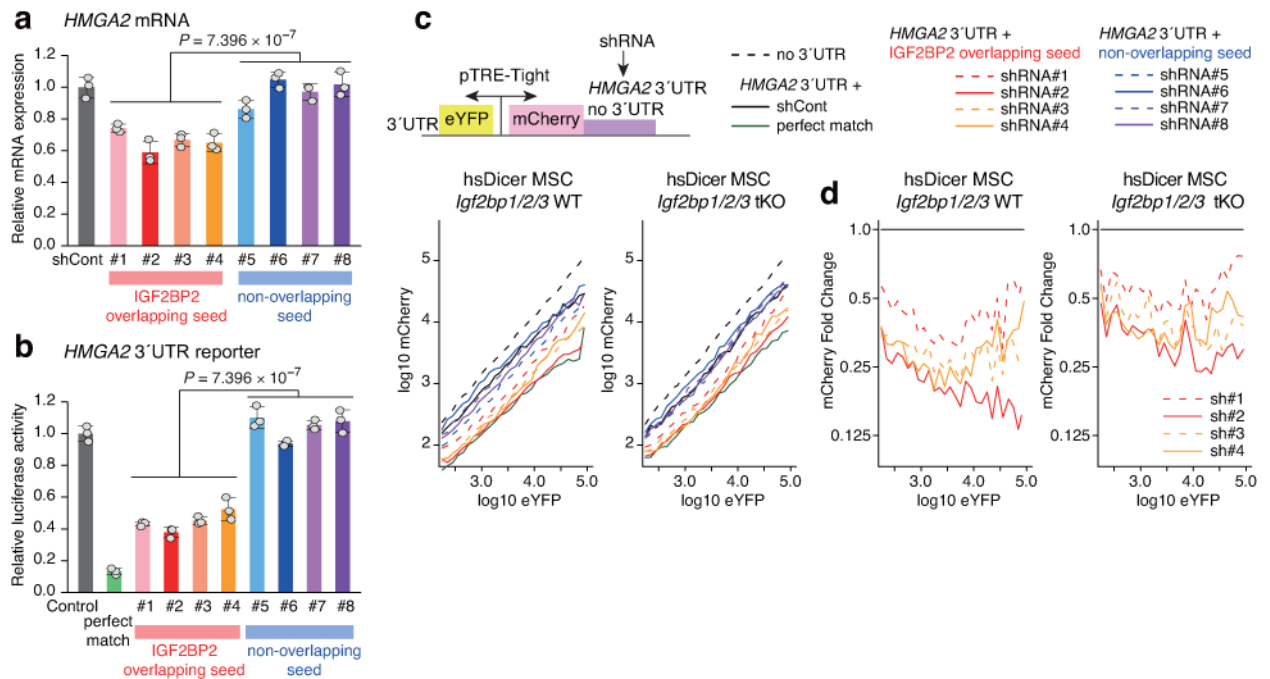 a HMGA2 mRNA
P = 7.396 × 10⁻⁷
Relative mRNA expression
1.2
1.0
0.8
0.6
0.4
0.2
0.0
shCont #1 #2 #3 #4 #5 #6 #7 #8
IGF2BP2 overlapping seed
non-overlapping seed
b HMGA2 3´UTR reporter
P = 7.396 × 10⁻⁷
Relative luciferase activity
1.2
1.0
0.8
0.6
0.4
0.2
0.0
Control perfect match #1 #2 #3 #4 #5 #6 #7 #8
IGF2BP2 overlapping seed
non-overlapping seed
c
shRNA
pTRE-Tight
HMGA2 3´UTR
no 3´UTR
3´UTR eYFP mCherry
no 3´UTR
HMGA2 3´UTR +
shCont
perfect match
HMGA2 3´UTR +
IGF2BP2 overlapping seed
shRNA#1
shRNA#2
shRNA#3
shRNA#4
HMGA2 3´UTR +
non-overlapping seed
shRNA#5
shRNA#6
shRNA#7
shRNA#8
hsDicer MSC
Igf2bp1/2/3 WT
log10 mCherry
5
4
3
2
3.0 4.0 5.0
log10 eYFP
hsDicer MSC
Igf2bp1/2/3 tKO
log10 mCherry
5
4
3
2
3.0 4.0 5.0
log10 eYFP
d
hsDicer MSC
Igf2bp1/2/3 WT
mCherry Fold Change
1.0
0.5
0.25
0.125
3.0 4.0 5.0
log10 eYFP
hsDicer MSC
Igf2bp1/2/3 tKO
mCherry Fold Change
1.0
0.5
0.25
0.125
sh#1
sh#2
sh#3
sh#4
3.0 4.0 5.0
log10 eYFP